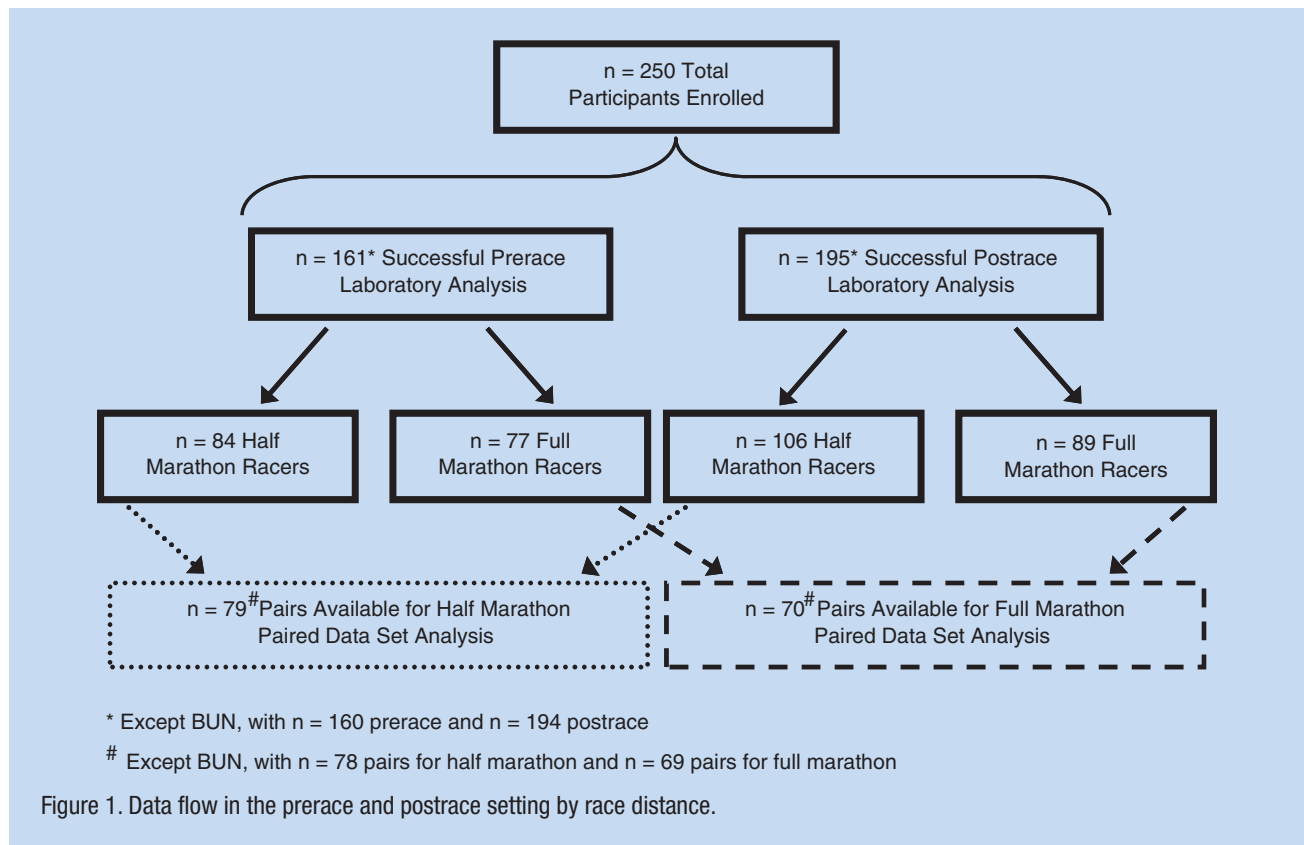 n = 250 Total
Participants Enrolled
n = 161* Successful Prerace
Laboratory Analysis
n = 195* Successful Postrace
Laboratory Analysis
n = 84 Half
Marathon Racers
n = 77 Full
Marathon Racers
n = 106 Half
Marathon Racers
n = 89 Full
Marathon Racers
n = 79#Pairs Available for Half Marathon
Paired Data Set Analysis
n = 70#Pairs Available for Full Marathon
Paired Data Set Analysis
* Except BUN, with n = 160 prerace and n = 194 postrace
# Except BUN, with n = 78 pairs for half marathon and n = 69 pairs for full marathon
Figure 1. Data flow in the prerace and postrace setting by race distance.